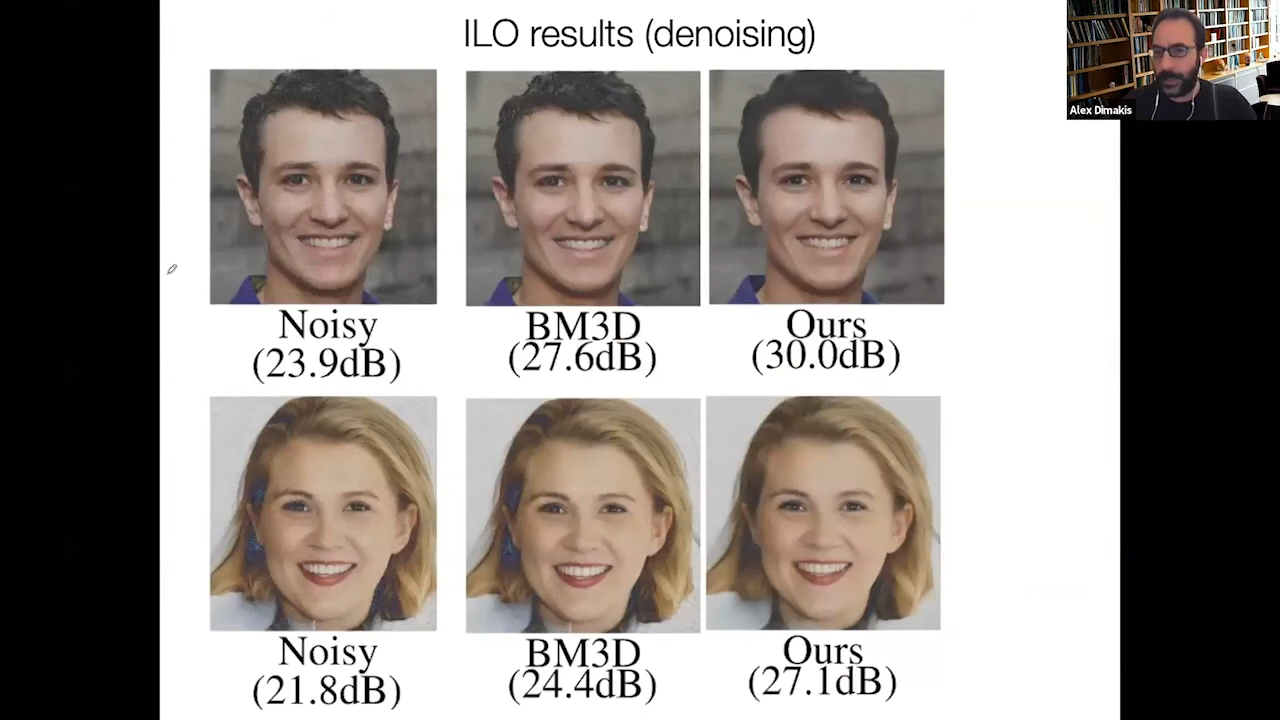 ILO results (denoising)
Alex Dimakis
Noisy
(23.9dB)
BM3D
(27.6dB)
Ours
(30.0dB)
Noisy
(21.8dB)
BM3D
(24.4dB)
Ours
(27.1dB)